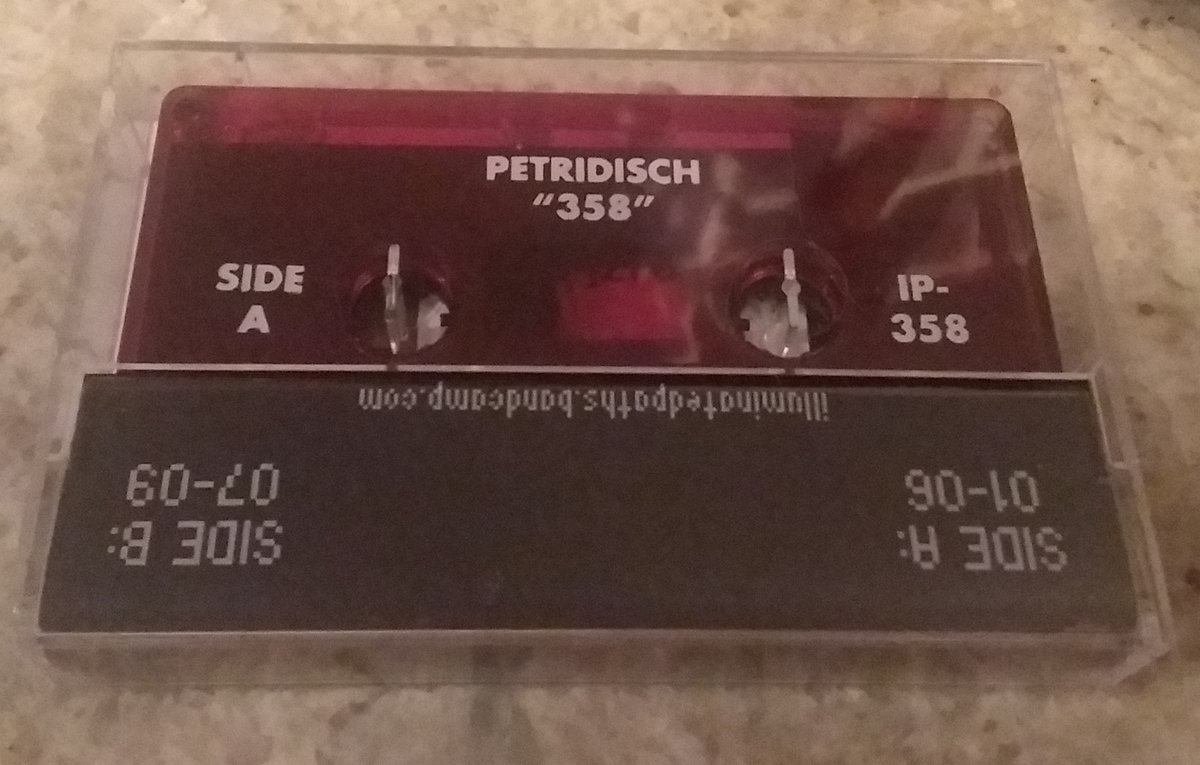 PETRIDISCH
"358"
SIDE
A
IP-
358
illuminatedpaths.bandcamp.com
SIDE A:
01-06
SIDE B:
07-09